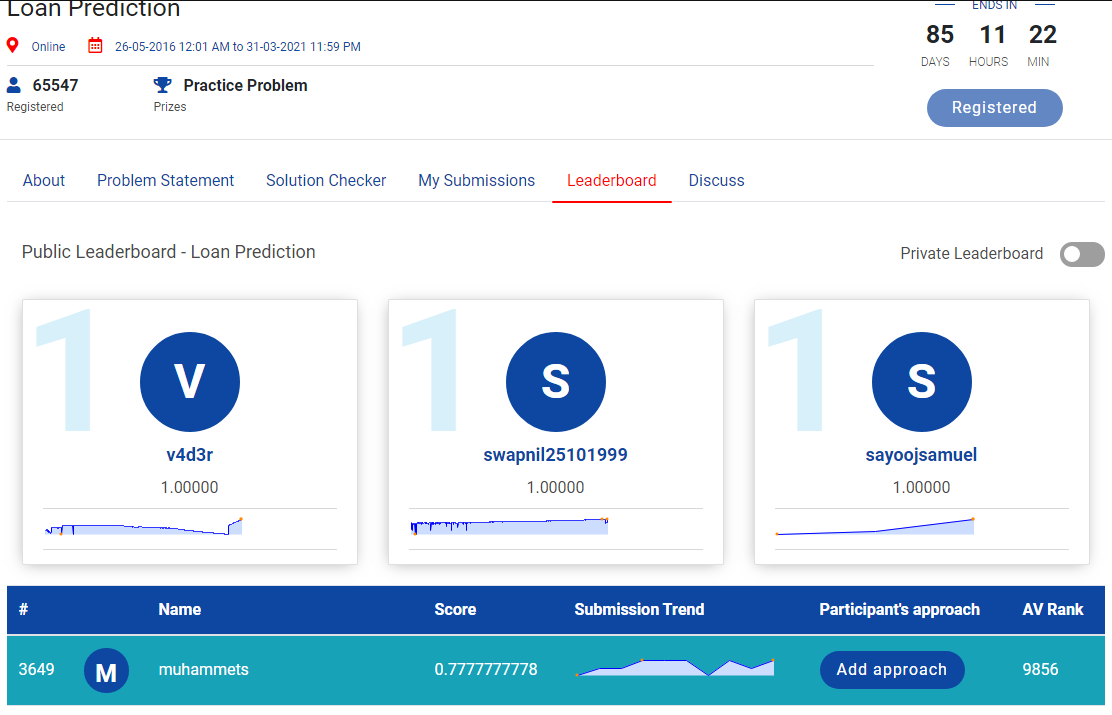 Loan Prediction
ENDS IN
Online 26-05-2016 12:01 AM to 31-03-2021 11:59 PM
85 11 22
DAYS HOURS MIN
65547 Practice Problem
Registered Prizes
Registered
About Problem Statement Solution Checker My Submissions Leaderboard Discuss
Public Leaderboard - Loan Prediction Private Leaderboard
1 1 1
V S S
v4d3r swapnil25101999 sayoojsamuel
1.00000 1.00000 1.00000
# Name Score Submission Trend Participant's approach AV Rank
3649 M muhammets 0.7777777778 Add approach 9856